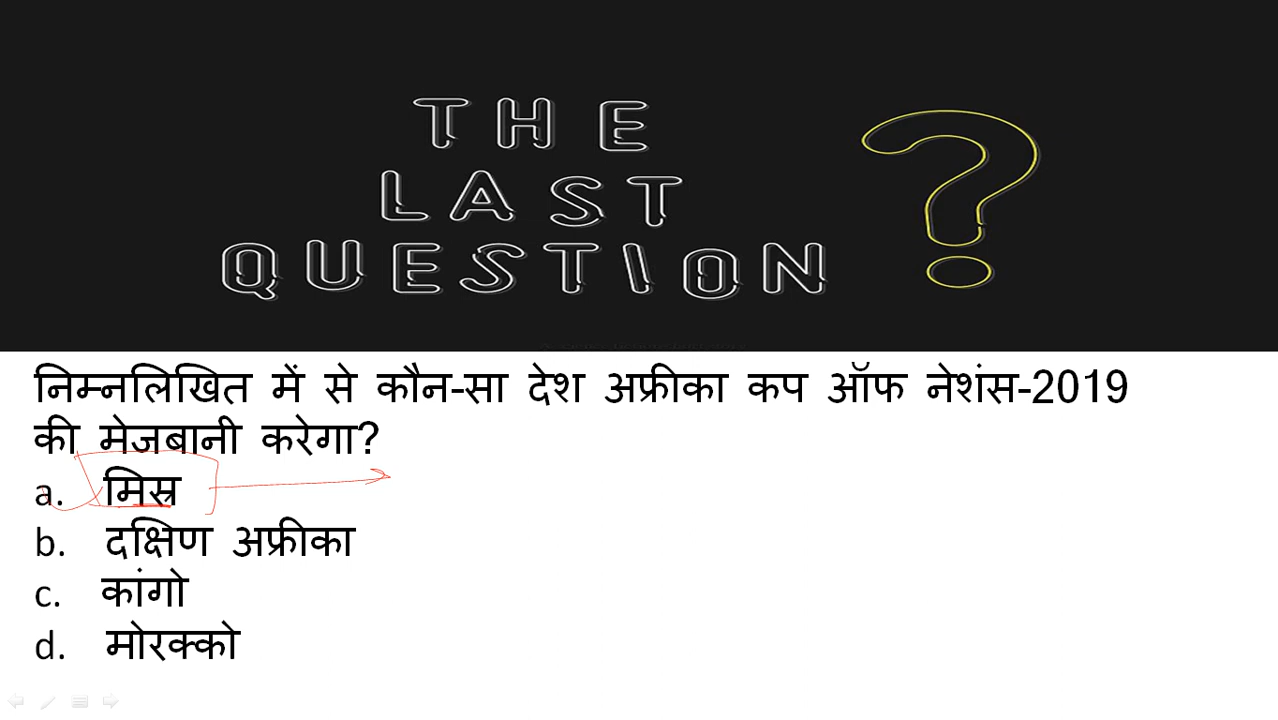 THE
LAST
QUESTION ?
निम्नलिखित में से कौन-सा देश अफ्रीका कप ऑफ नेशंस-2019
की मेजबानी करेगा?
a. मिस्र
b. दक्षिण अफ्रीका
c. कांगो
d. मोरक्को